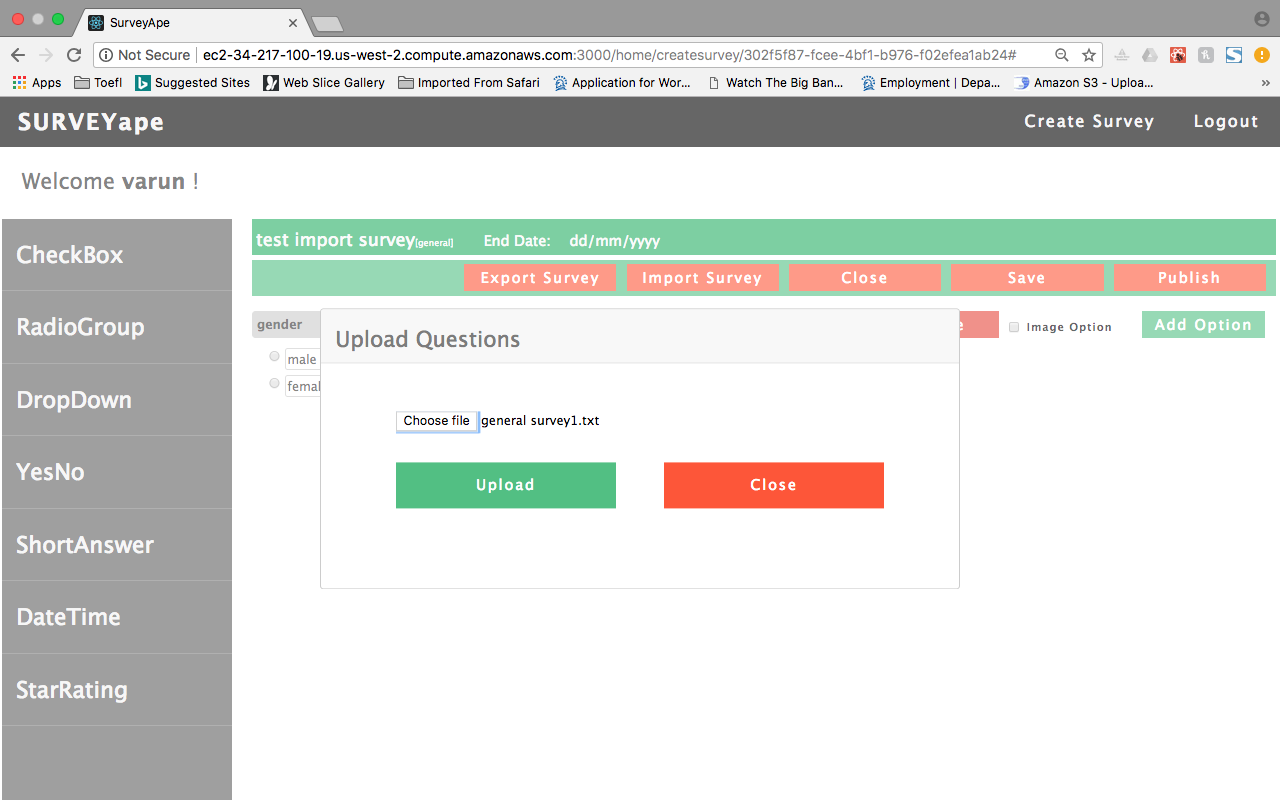 SurveyApe
Not Secure ec2-34-217-100-19.us-west-2.compute.amazonaws.com:3000/home/createsurvey/302f5f87-fcee-4bf1-b976-f02efea1ab24#
Apps Toefl Suggested Sites Web Slice Gallery Imported From Safari Application for Wor... Watch The Big Ban... Employment | Depa... Amazon S3 - Uploa... »
SURVEYape Create Survey Logout
Welcome varun !
CheckBox
RadioGroup
DropDown
YesNo
ShortAnswer
DateTime
StarRating
test import survey[general] End Date: dd/mm/yyyy
Export Survey Import Survey Close Save Publish
gender Image Option Add Option
male
femal
Upload Questions
Choose file general survey1.txt
Upload Close